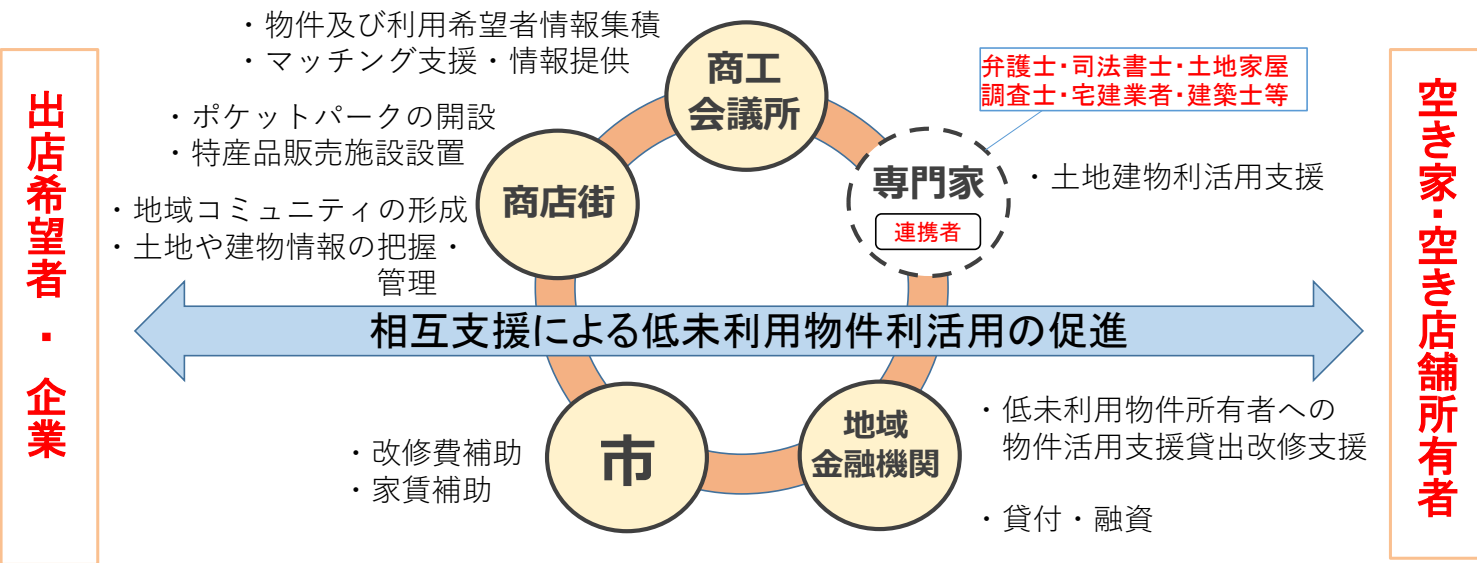 ・物件及び利用希望者情報集積
・マッチング支援・情報提供
商工
会議所
弁護士・司法書士・土地家屋
調査士・宅建業者・建築士等
出店希望者・企業
・ポケットパークの開設
・特産品販売施設設置
・地域コミュニティの形成
・土地や建物情報の把握・
管理
商店街
専門家
連携者
・土地建物利活用支援
空き家・空き店舗所有者
相互支援による低未利用物件利活用の促進
・改修費補助
・家賃補助
市
地域
金融機関
・低未利用物件所有者への
物件活用支援貸出改修支援
・貸付・融資